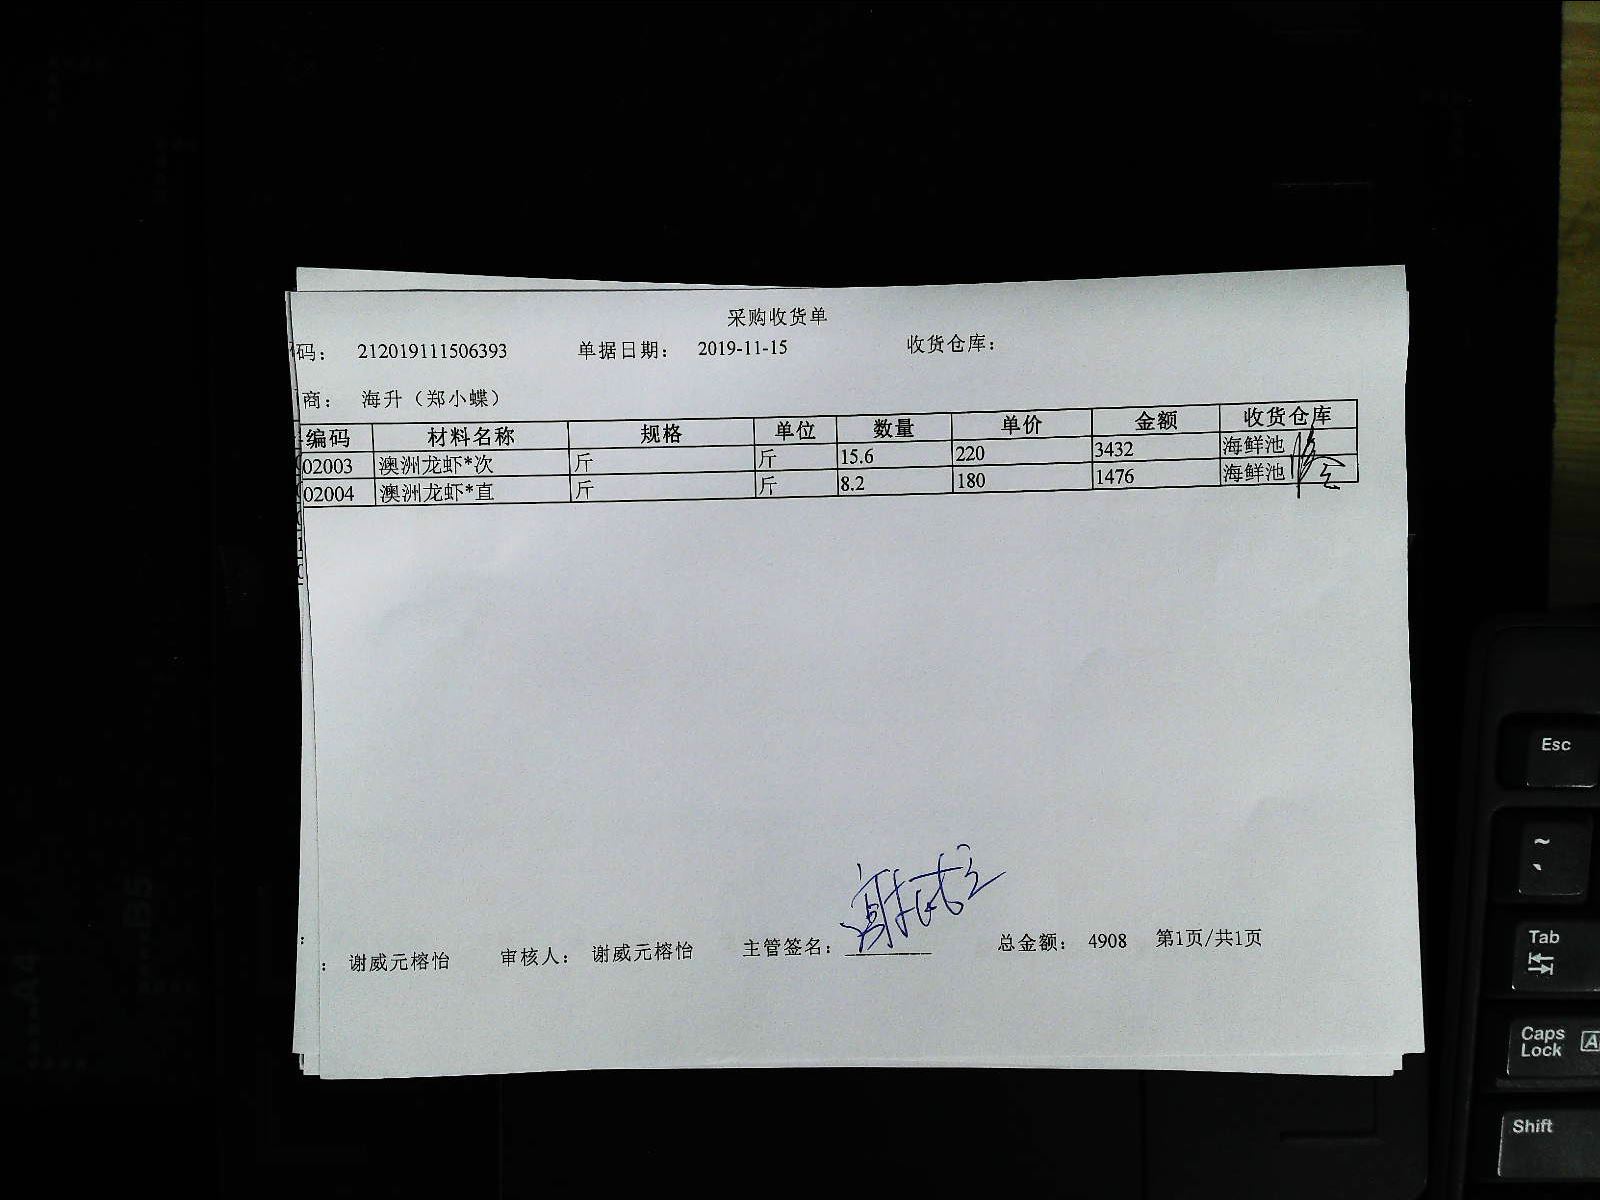 采购收货单
码： 212019111506393 单据日期： 2019-11-15 收货仓库：
商： 海升（郑小蝶）
编码 材料名称 规格 单位 数量 单价 金额 收货仓库
02003 澳洲龙虾*次 斤 斤 15.6 220 3432 海鲜池
02004 澳洲龙虾*直 斤 斤 8.2 180 1476 海鲜池
： 谢威元榕怡 审核人： 谢威元榕怡 主管签名： 总金额： 4908 第1页/共1页
Esc
~
Tab
Caps
Lock A
Shift
A4
B5